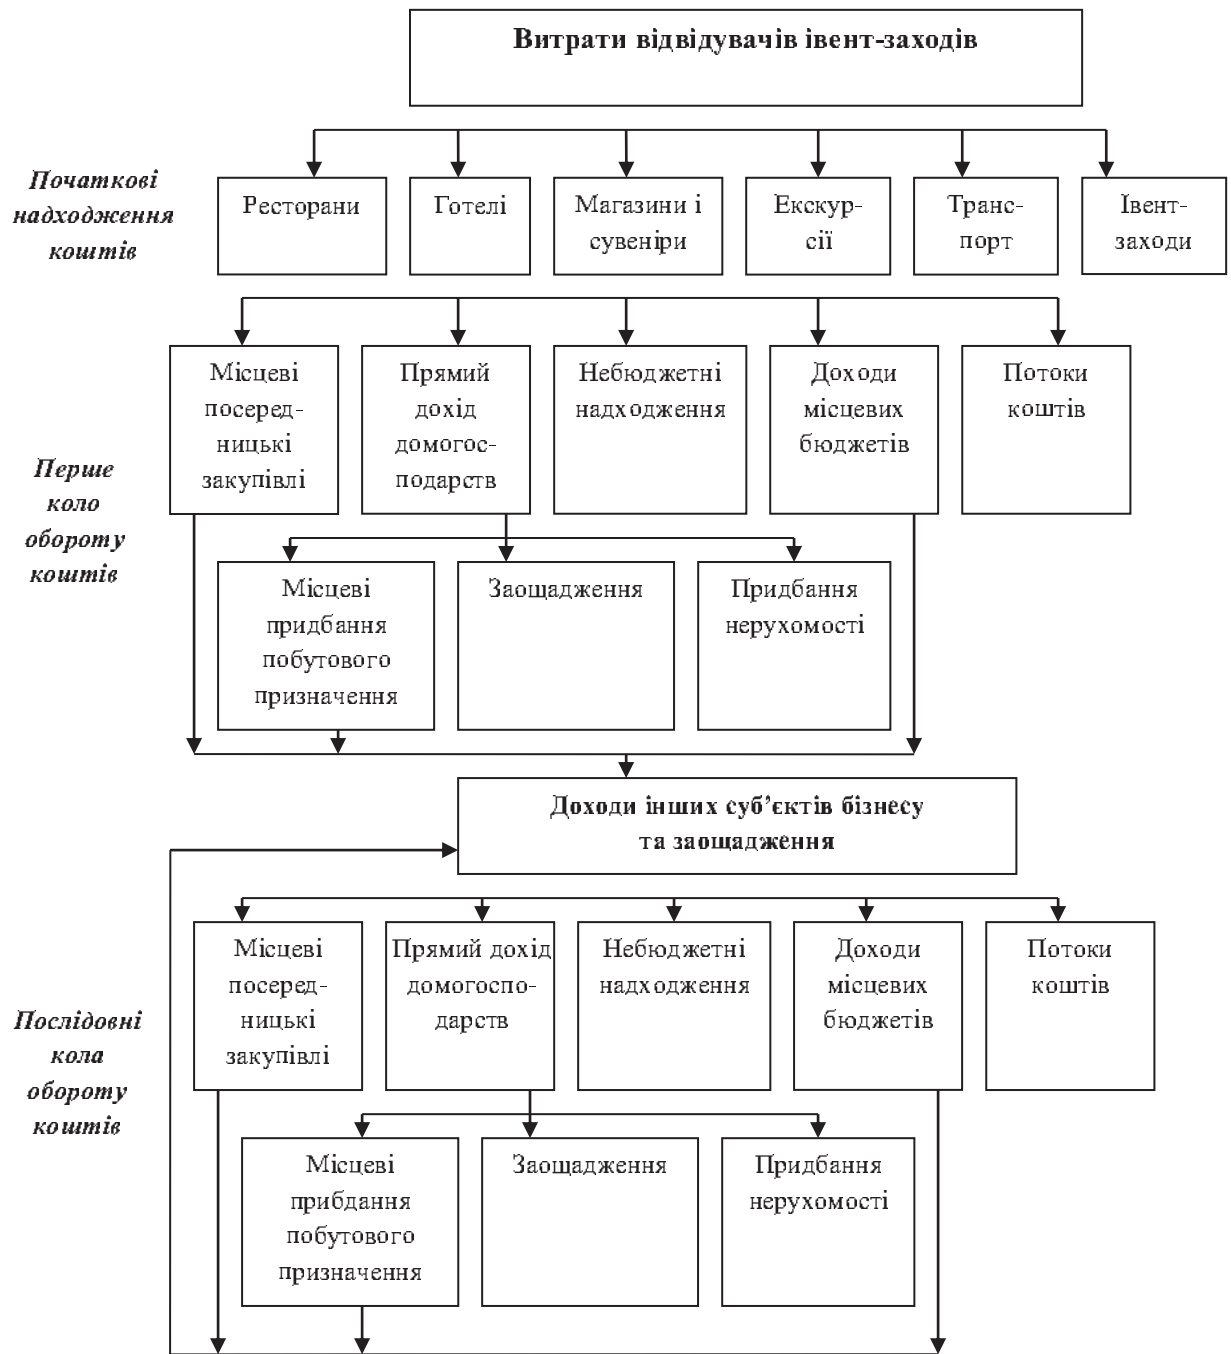 Витрати відвідувачів івент-заходів
Початкові
надходження
коштів
Ресторани
Готелі
Магазини і
сувеніри
Екскур-
сії
Транс-
порт
Івент-
заходи
Перше
коло
обороту
коштів
Місцеві
посеред-
ницькі
закупівлі
Прямий
дохід
домогос-
подарств
Небюджетні
надходження
Доходи
місцевих
бюджетів
Потоки
коштів
Місцеві
придбання
побутового
призначення
Заощадження
Придбання
нерухомості
Доходи інших суб’єктів бізнесу
та заощадження
Послідовні
кола
обороту
коштів
Місцеві
посеред-
ницькі
закупівлі
Прямий дохід
домогоспо-
дарств
Небюджетні
надходження
Доходи
місцевих
бюджетів
Потоки
коштів
Місцеві
прибдання
побутового
призначення
Заощадження
Придбання
нерухомості